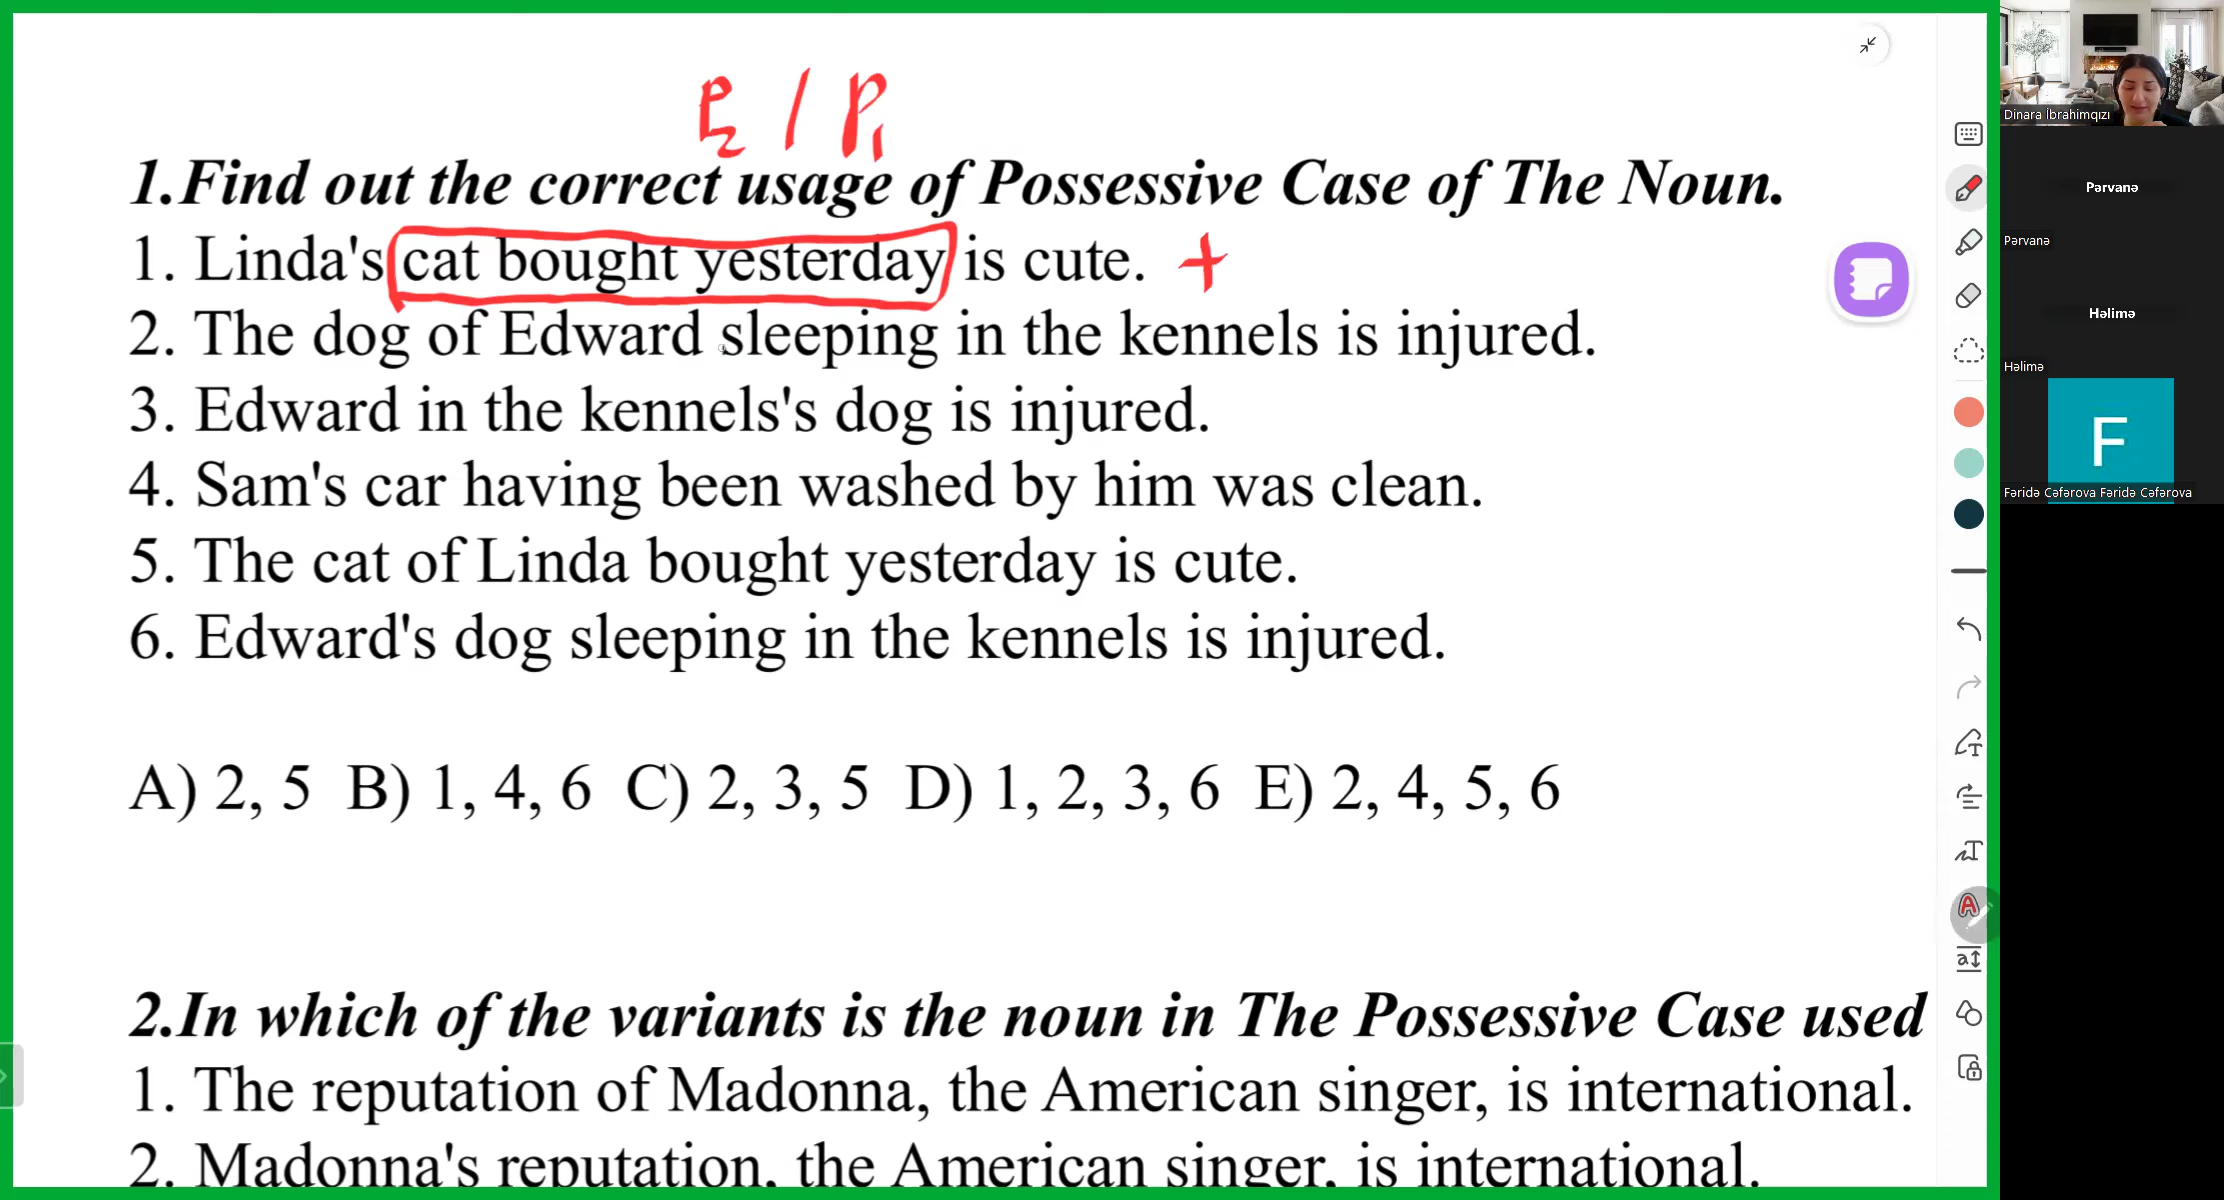 P2 / P1
1.Find out the correct usage of Possessive Case of The Noun.
1. Linda's cat bought yesterday is cute. +
2. The dog of Edward sleeping in the kennels is injured.
3. Edward in the kennels's dog is injured.
4. Sam's car having been washed by him was clean.
5. The cat of Linda bought yesterday is cute.
6. Edward's dog sleeping in the kennels is injured.
A) 2, 5 B) 1, 4, 6 C) 2, 3, 5 D) 1, 2, 3, 6 E) 2, 4, 5, 6
2.In which of the variants is the noun in The Possessive Case used
1. The reputation of Madonna, the American singer, is international.
2. Madonna's reputation, the American singer, is international.
Dinara İbrahimqızı
Pərvanə
Pərvanə
Həlimə
Həlimə
F
Fəridə Cəfərova Fəridə Cəfərova